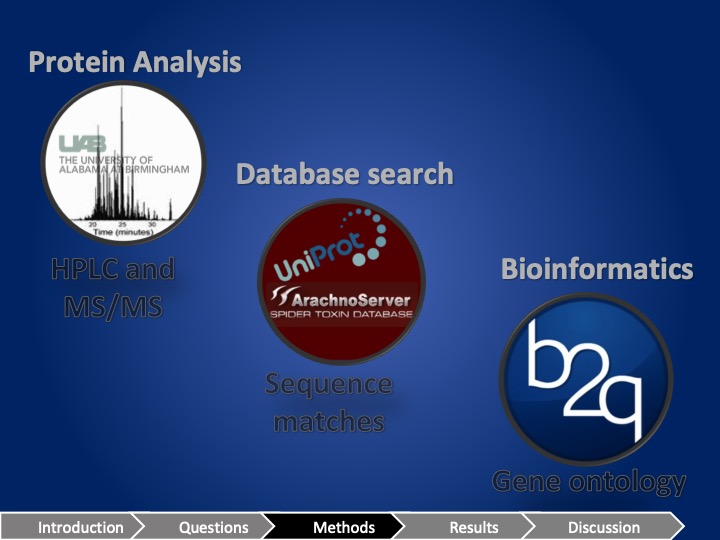 Protein Analysis
UAB
THE UNIVERSITY OF
ALABAMA AT BIRMINGHAM
20 25 30
Time (minutes)
HPLC and
MS/MS
Database search
UniProt
ArachnoServer
SPIDER TOXIN DATABASE
Sequence
matches
Bioinformatics
b2g
Gene ontology
Introduction
Questions
Methods
Results
Discussion